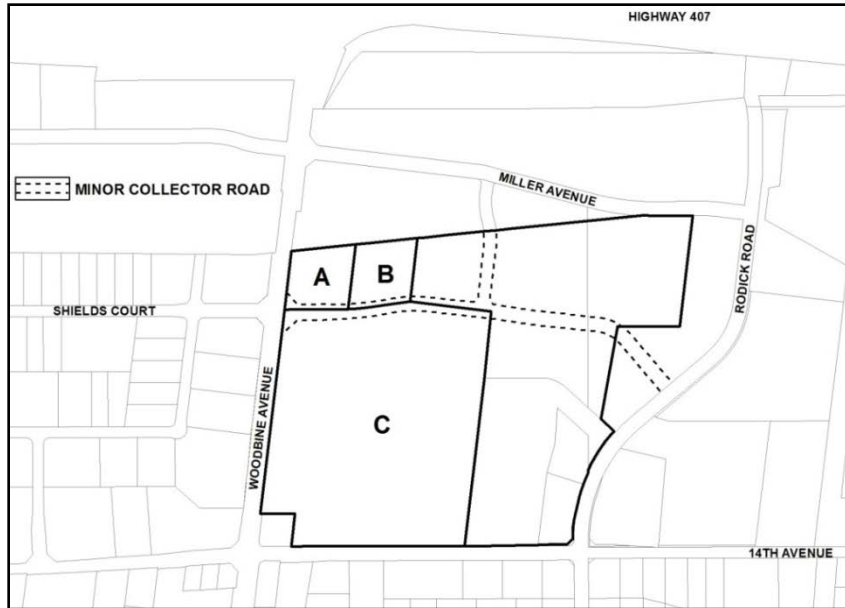 HIGHWAY 407
MINOR COLLECTOR ROAD
MILLER AVENUE
A
B
SHIELDS COURT
RODICK ROAD
WOODBINE AVENUE
C
14TH AVENUE